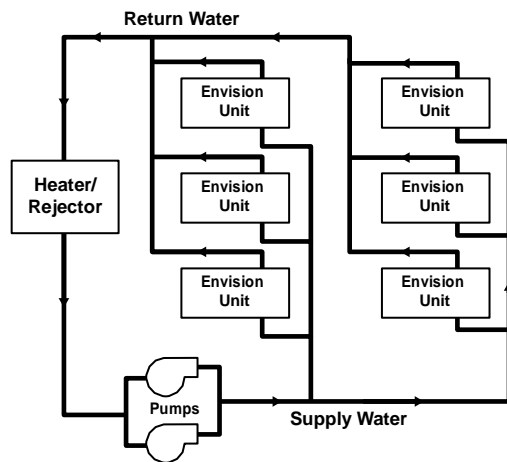 Return Water
Envision
Unit
Envision
Unit
Heater/
Rejector
Envision
Unit
Envision
Unit
Envision
Unit
Envision
Unit
Pumps
Supply Water